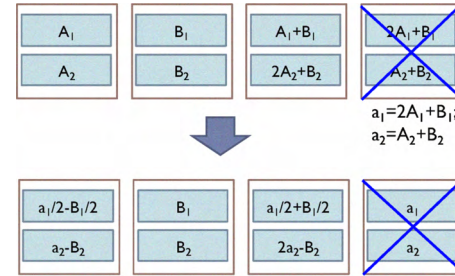 A₁ B₁ A₁+B₁ 2A₁+B₁
A₂ B₂ 2A₂+B₂ A₂+B₂
a₁=2A₁+B₁;
a₂=A₂+B₂
a₁/2-B₁/2 B₁ a₁/2+B₁/2 a₁
a₂-B₂ B₂ 2a₂-B₂ a₂